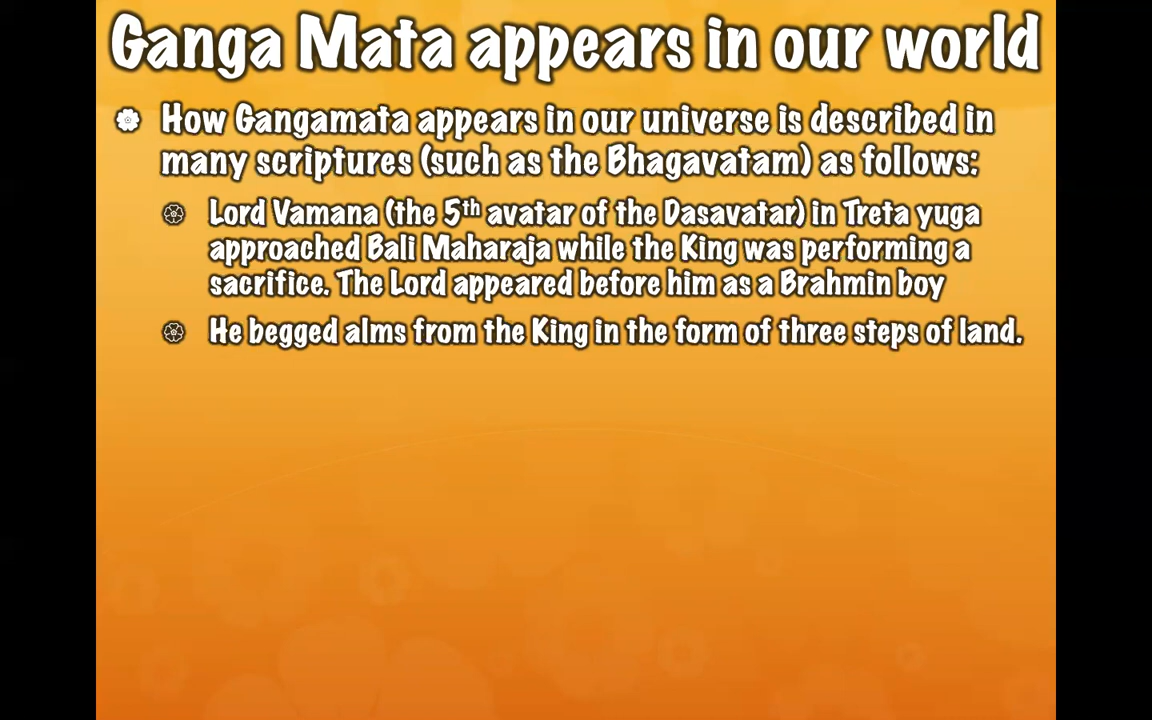 Ganga Mata appears in our world
How Gangamata appears in our universe is described in
many scriptures (such as the Bhagavatam) as follows:
Lord Vamana (the 5th avatar of the Dasavatar) in Treta yuga
approached Bali Maharaja while the King was performing a
sacrifice. The Lord appeared before him as a Brahmin boy
He begged alms from the King in the form of three steps of land.